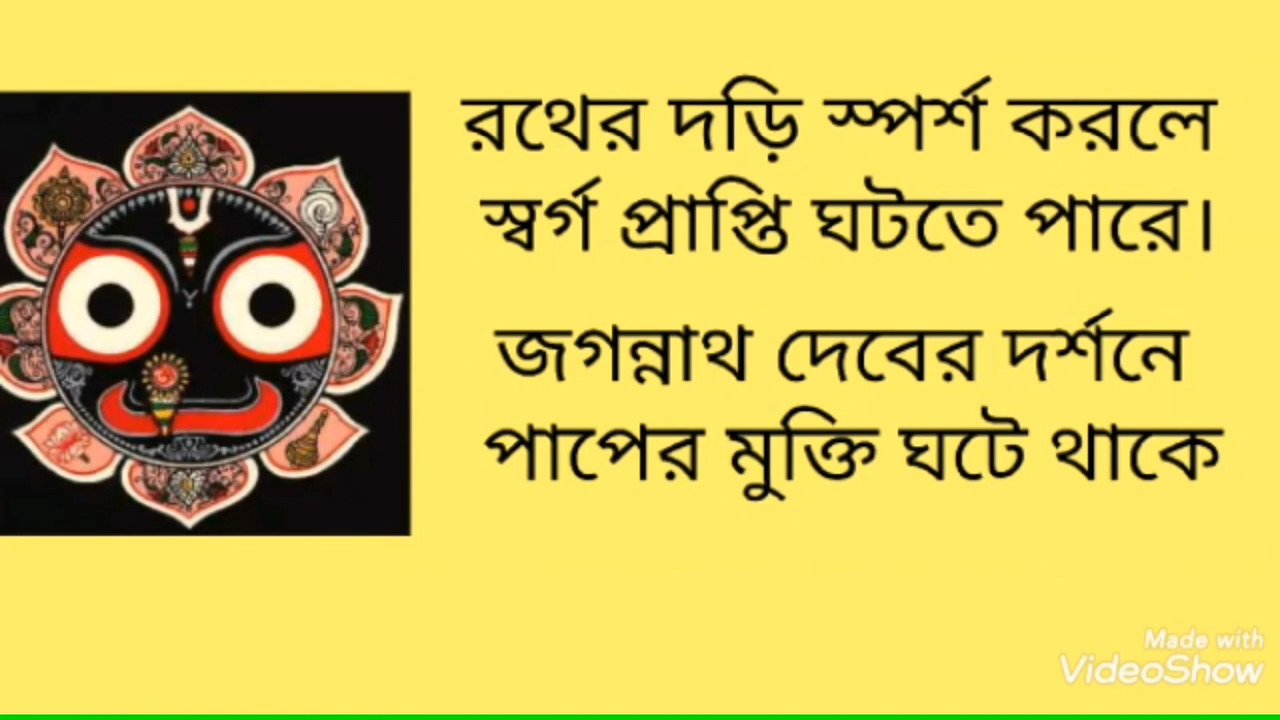 রথের দড়ি স্পর্শ করলে
স্বর্গ প্রাপ্তি ঘটতে পারে।
জগন্নাথ দেবের দর্শনে
পাপের মুক্তি ঘটে থাকে
Made with
VideoShow